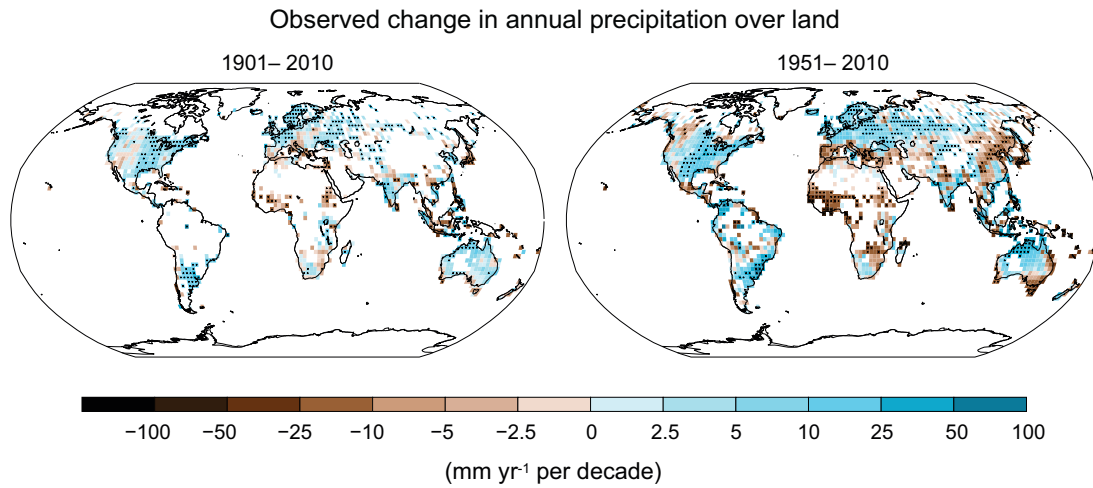 Observed change in annual precipitation over land
1901– 2010
1951– 2010
−100 −50 −25 −10 −5 −2.5 0 2.5 5 10 25 50 100
(mm yr⁻¹ per decade)